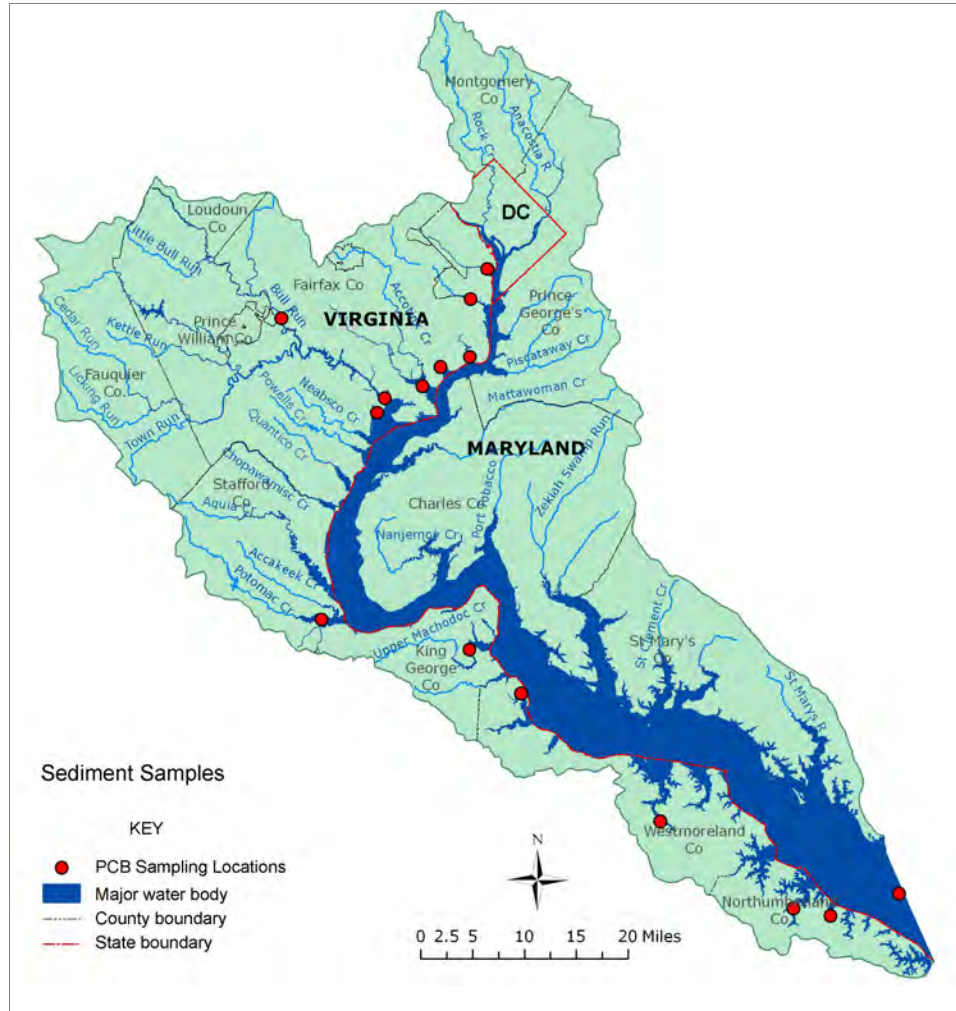 Montgomery
Co
Rock Cr
Anacostia R
DC
Loudoun
Co
Little Bull Run
Fairfax Co
Accotink Cr
Bull Run
VIRGINIA
Prince
George's
Co
Cedar Run
Kettle Run
Prince
William Co
Piscataway Cr
Fauquier
Co.
Licking Run
Neabsco Cr
Powells Cr
Mattawoman Cr
Town Run
Quantico Cr
MARYLAND
Zekiah Swamp Run
Chopawamsic Cr
Stafford
Co
Aquia Cr
Charles Co
Port Tobacco
Nanjemoy Cr
Accakeek Cr
Potomac Cr
Upper Machodoc Cr
King
George
Co
St Clement Cr
St Mary's
Co
St Marys R
Sediment Samples
KEY
PCB Sampling Locations
Major water body
County boundary
State boundary
N
0 2.5 5 10 15 20 Miles
Westmoreland
Co
Northumberland
Co